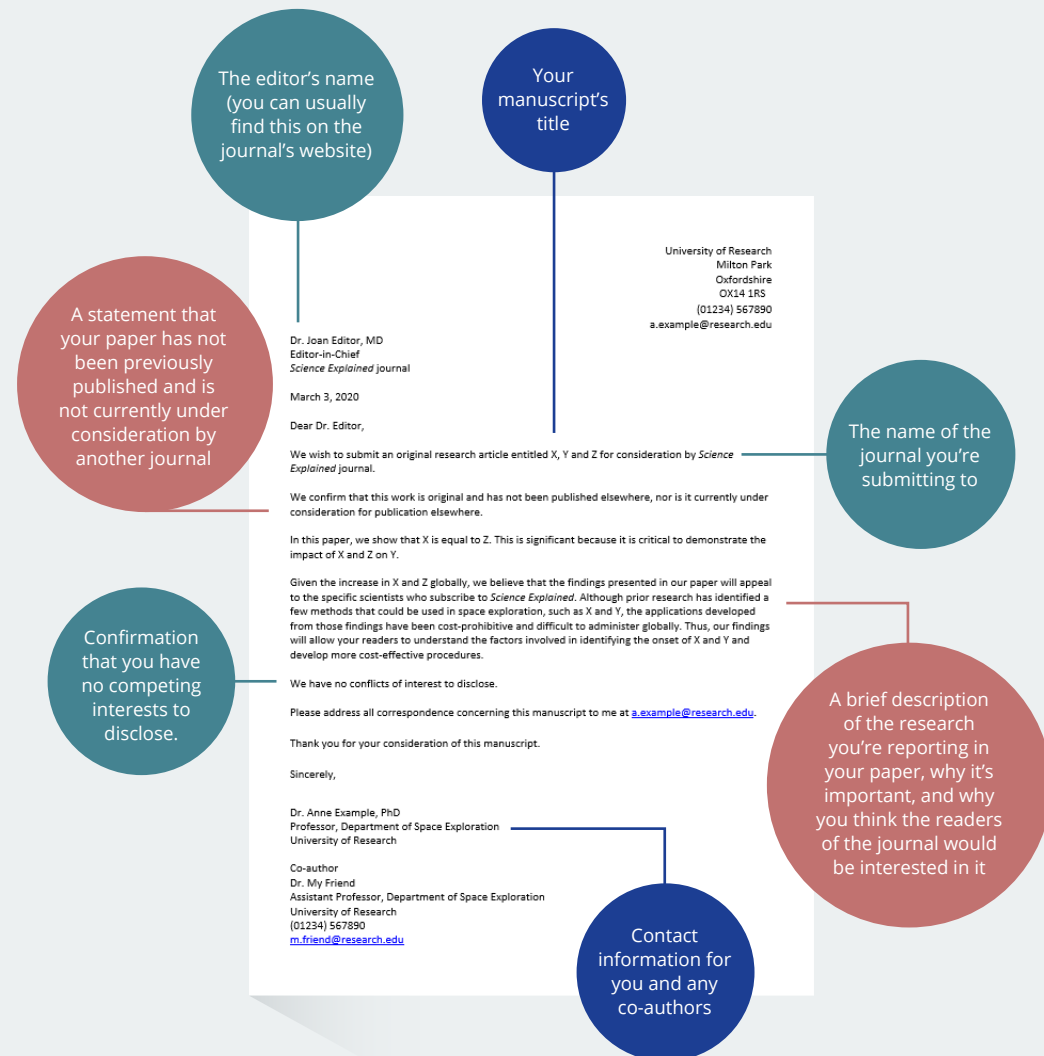 The editor's name
(you can usually
find this on the
journal's website)
Your
manuscript's
title
University of Research
Milton Park
Oxfordshire
OX14 1RS
(01234) 567890
a.example@research.edu
A statement that
your paper has not
been previously
published and is
not currently under
consideration by
another journal
Dr. Joan Editor, MD
Editor-in-Chief
Science Explained journal
March 3, 2020
Dear Dr. Editor,
We wish to submit an original research article entitled X, Y and Z for consideration by Science
Explained journal.
The name of the
journal you're
submitting to
We confirm that this work is original and has not been published elsewhere, nor is it currently under
consideration for publication elsewhere.
In this paper, we show that X is equal to Z. This is significant because it is critical to demonstrate the
impact of X and Z on Y.
Given the increase in X and Z globally, we believe that the findings presented in our paper will appeal
to the specific scientists who subscribe to Science Explained. Although prior research has identified a
few methods that could be used in space exploration, such as X and Y, the applications developed
from those findings have been cost-prohibitive and difficult to administer globally. Thus, our findings
will allow your readers to understand the factors involved in identifying the onset of X and Y and
develop more cost-effective procedures.
Confirmation
that you have
no competing
interests to
disclose.
We have no conflicts of interest to disclose.
Please address all correspondence concerning this manuscript to me at a.example@research.edu.
Thank you for your consideration of this manuscript.
Sincerely,
A brief description
of the research
you're reporting in
your paper, why it's
important, and why
you think the readers
of the journal would
be interested in it
Dr. Anne Example, PhD
Professor, Department of Space Exploration
University of Research
Co-author
Dr. My Friend
Assistant Professor, Department of Space Exploration
University of Research
(01234) 567890
m.friend@research.edu
Contact
information for
you and any
co-authors